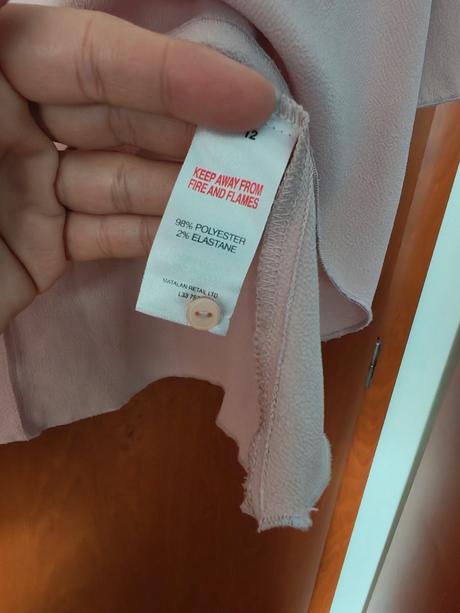 12
KEEP AWAY FROM
FIRE AND FLAMES
98% POLYESTER
2% ELASTANE
MATALAN RETAIL LTD